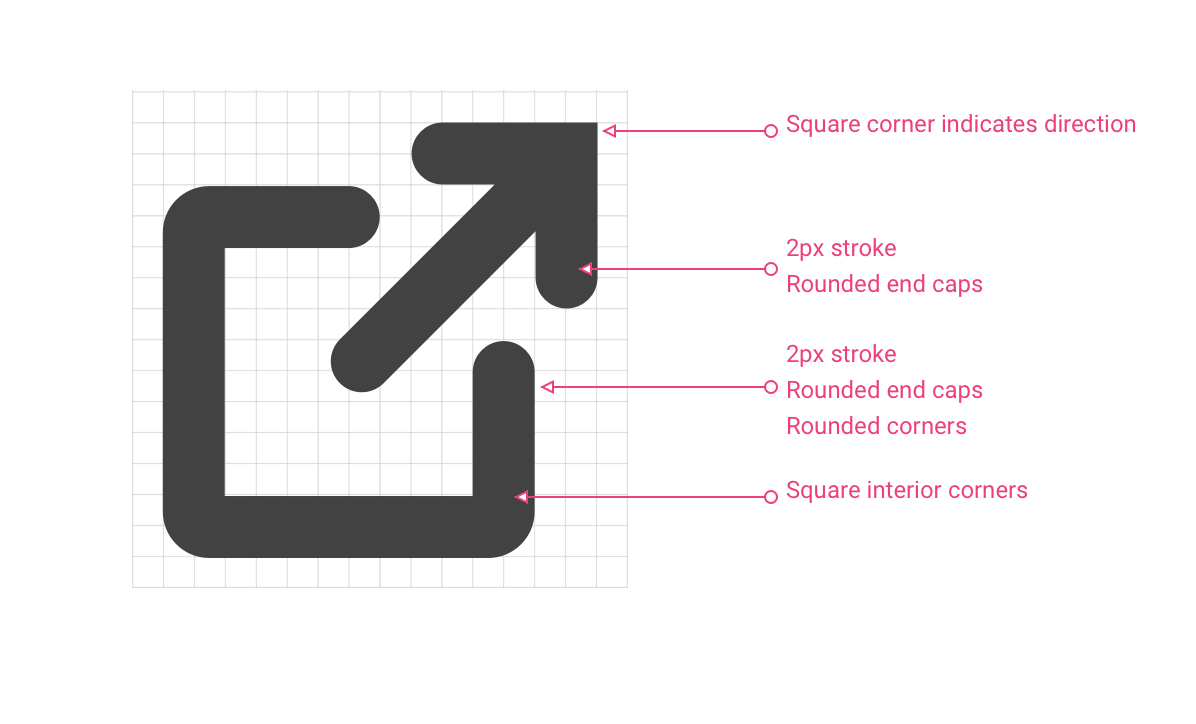 Square corner indicates direction
2px stroke
Rounded end caps
2px stroke
Rounded end caps
Rounded corners
Square interior corners